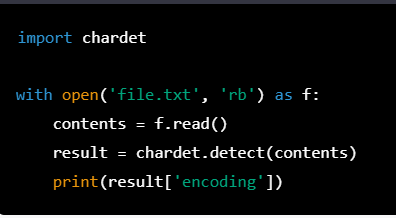 import chardet

with open('file.txt', 'rb') as f:
    contents = f.read()
    result = chardet.detect(contents)
    print(result['encoding'])